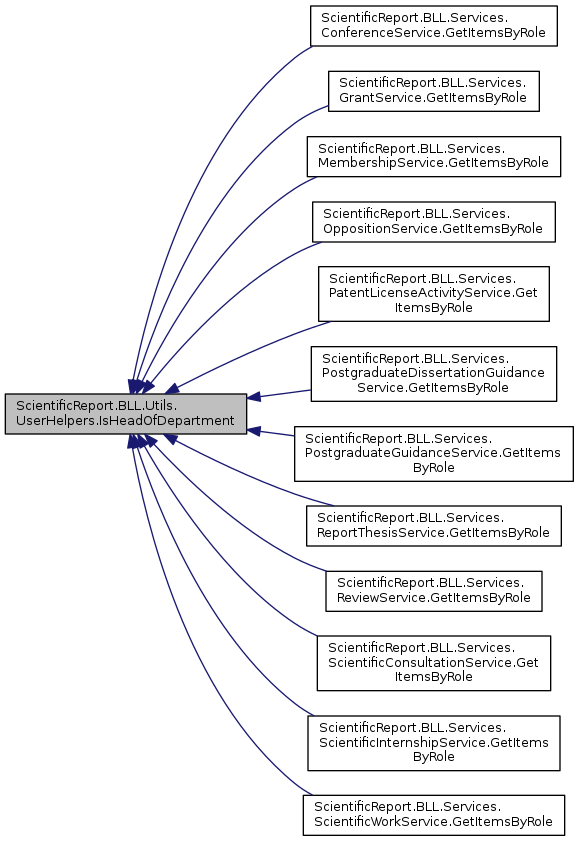 ScientificReport.BLL.Services.
ConferenceService.GetItemsByRole
ScientificReport.BLL.Services.
GrantService.GetItemsByRole
ScientificReport.BLL.Services.
MembershipService.GetItemsByRole
ScientificReport.BLL.Services.
OppositionService.GetItemsByRole
ScientificReport.BLL.Services.
PatentLicenseActivityService.Get
ItemsByRole
ScientificReport.BLL.Services.
PostgraduateDissertationGuidance
Service.GetItemsByRole
ScientificReport.BLL.Utils.
UserHelpers.IsHeadOfDepartment
ScientificReport.BLL.Services.
PostgraduateGuidanceService.GetItems
ByRole
ScientificReport.BLL.Services.
ReportThesisService.GetItemsByRole
ScientificReport.BLL.Services.
ReviewService.GetItemsByRole
ScientificReport.BLL.Services.
ScientificConsultationService.Get
ItemsByRole
ScientificReport.BLL.Services.
ScientificInternshipService.GetItems
ByRole
ScientificReport.BLL.Services.
ScientificWorkService.GetItemsByRole